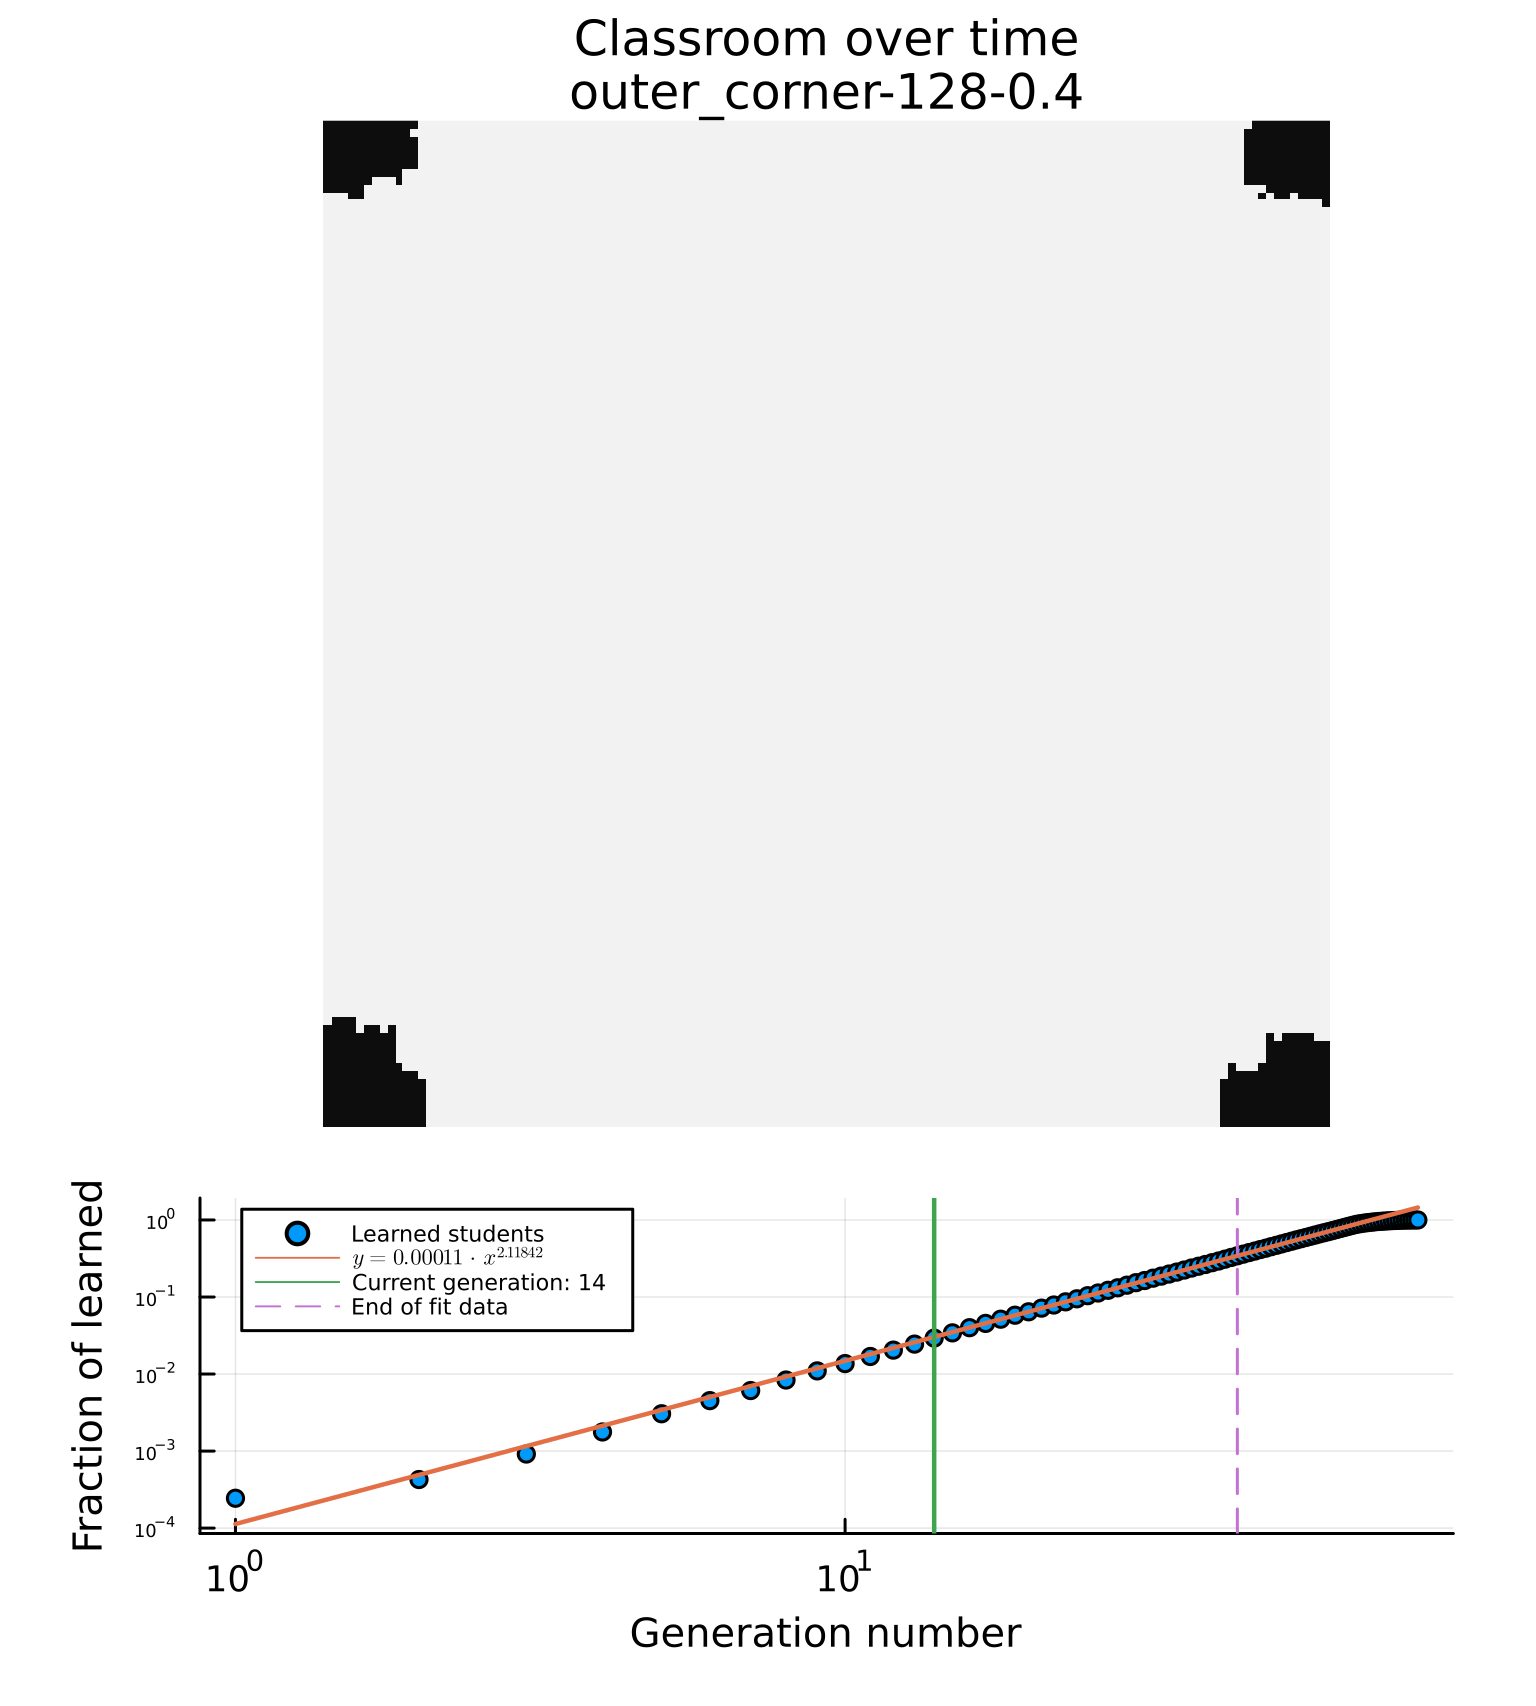 Classroom over time
outer_corner-128-0.4
Fraction of learned
10^0
10^-1
10^-2
10^-3
10^-4
Learned students
y = 0.00011 · x^2.11842
Current generation: 14
End of fit data
10^0
10^1
Generation number